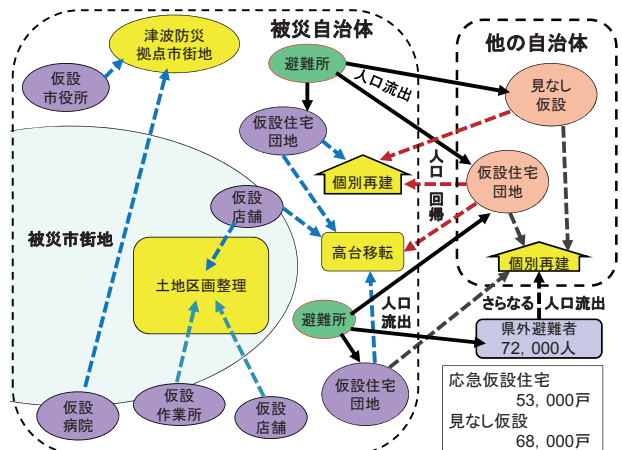 被災自治体
他の自治体
津波防災
拠点市街地
仮設
市役所
避難所
人口流出
見なし
仮設
仮設住宅
団地
人口
回帰
個別再建
仮設住宅
団地
仮設
店舗
被災市街地
土地区画整理
高台移転
個別再建
さらなる
人口流出
避難所
人口
流出
県外避難者
72,000人
仮設住宅
団地
仮設
病院
仮設
作業所
仮設
店舗
応急仮設住宅
53,000戸
見なし仮設
68,000戸